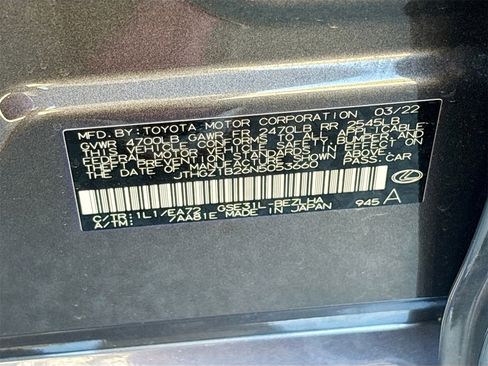 MFD. BY: TOYOTA MOTOR CORPORATION 03/22
GVWR 4700LB GAWR FR 2470LB RR 2545LB
THIS VEHICLE CONFORMS TO ALL APPLICABLE
FEDERAL MOTOR VEHICLE SAFETY, BUMPER, AND
THEFT PREVENTION STANDARDS IN EFFECT ON
THE DATE OF MANUFACTURE SHOWN ABOVE.
JTHGZ1B26N5053660 PASS.CAR
C/TR:1L1/EA72 GSE31L-BEZLHA
A/TM: 7AAB1E MADE IN JAPAN 945 A